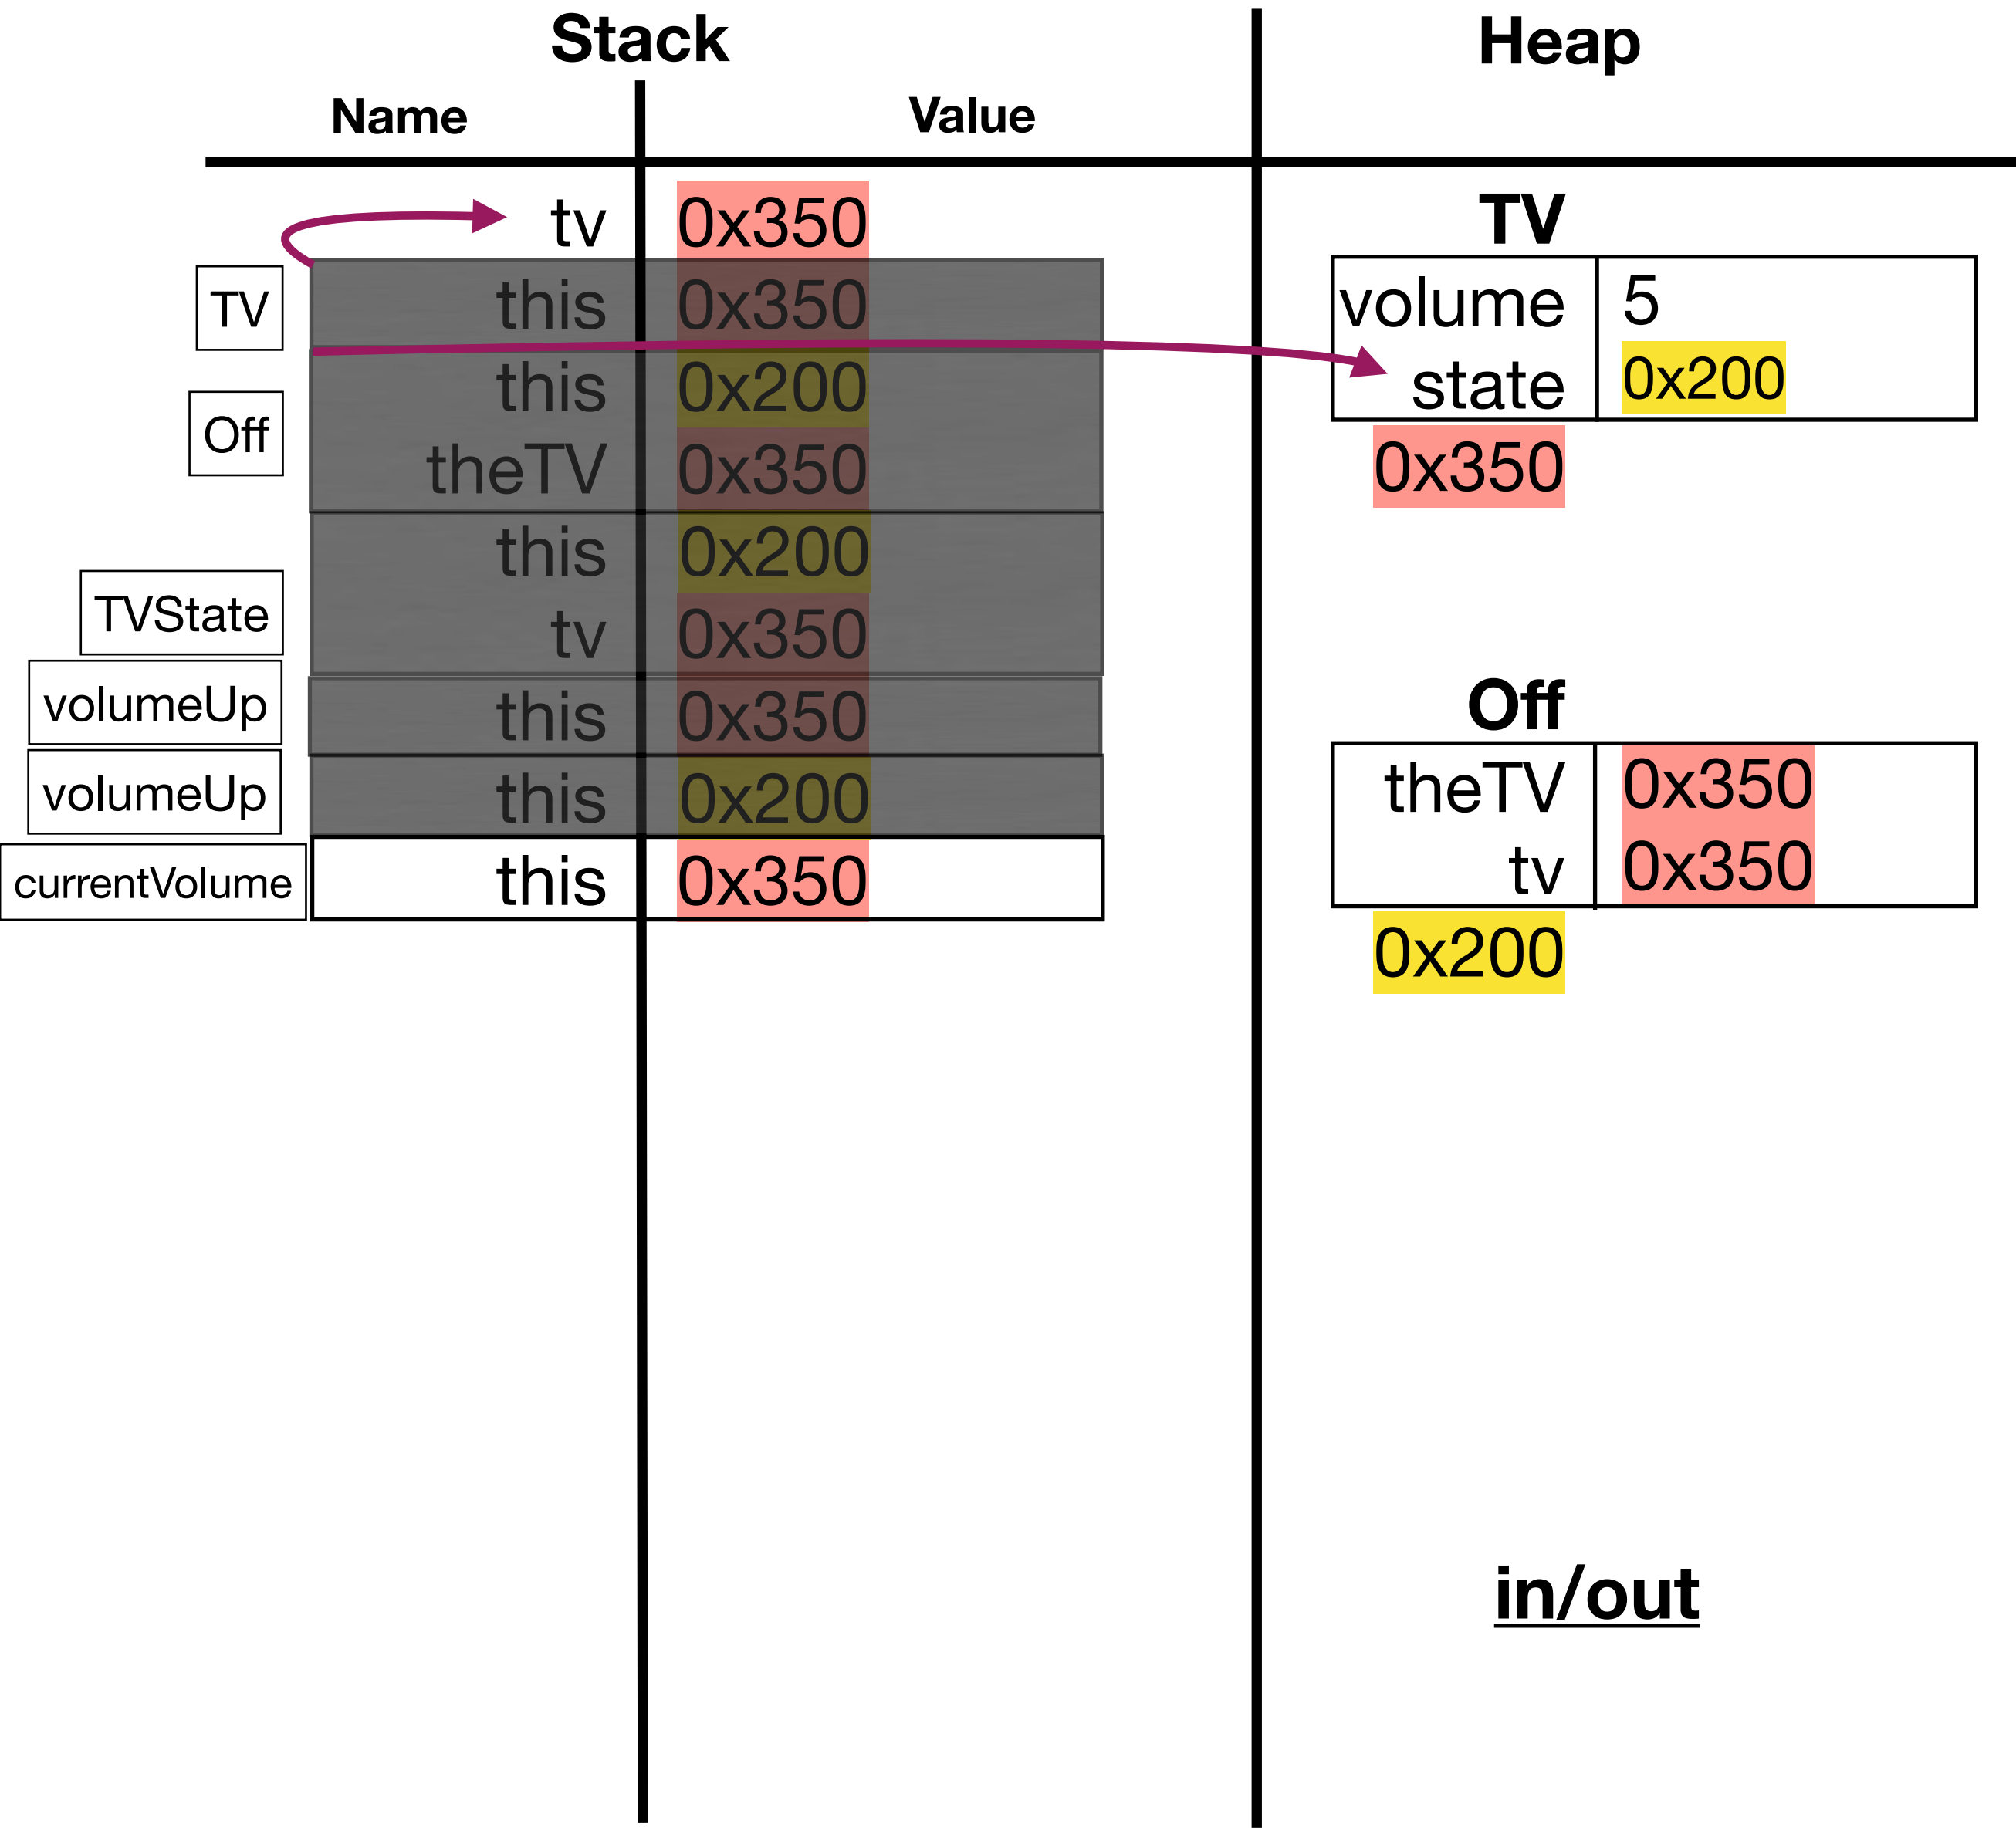 Stack
Heap
Name
Value
tv 0x350
TV
this 0x350
Off
this 0x200
theTV 0x350
TVState
this 0x200
tv 0x350
volumeUp
this 0x350
volumeUp
this 0x200
currentVolume
this 0x350
TV
volume 5
state 0x200
0x350
Off
theTV 0x350
tv 0x350
0x200
in/out